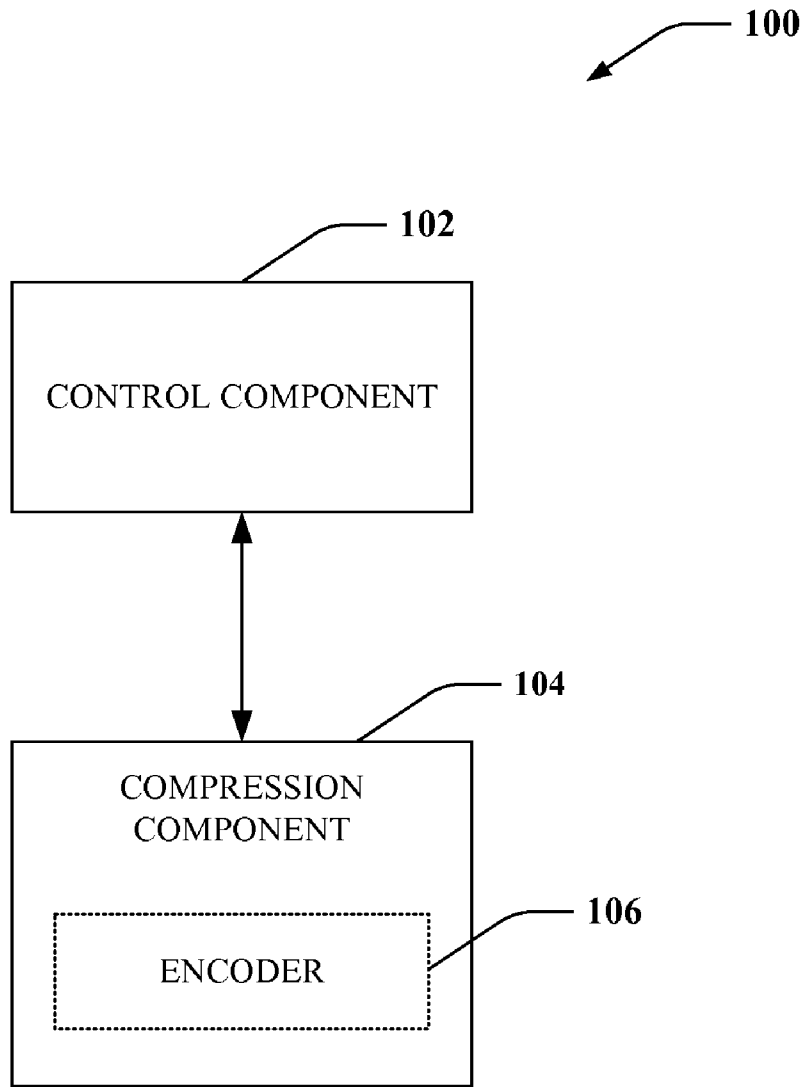 100
102
CONTROL COMPONENT
104
COMPRESSION
COMPONENT
106
ENCODER